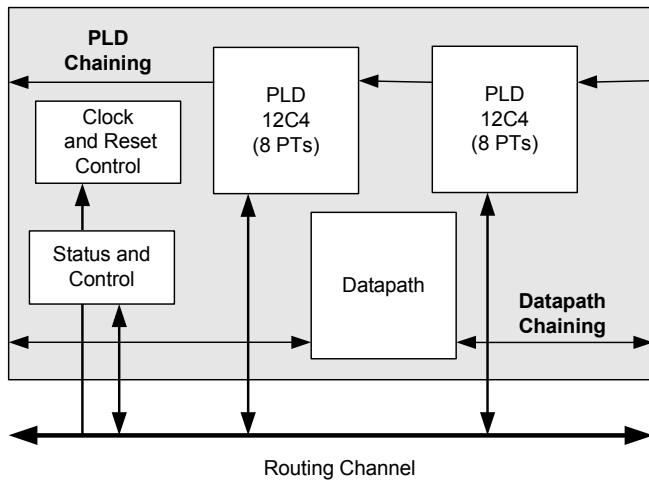 PLD
Chaining
PLD
12C4
(8 PTs)
PLD
12C4
(8 PTs)
Clock
and Reset
Control
Status and
Control
Datapath
Datapath
Chaining
Routing Channel